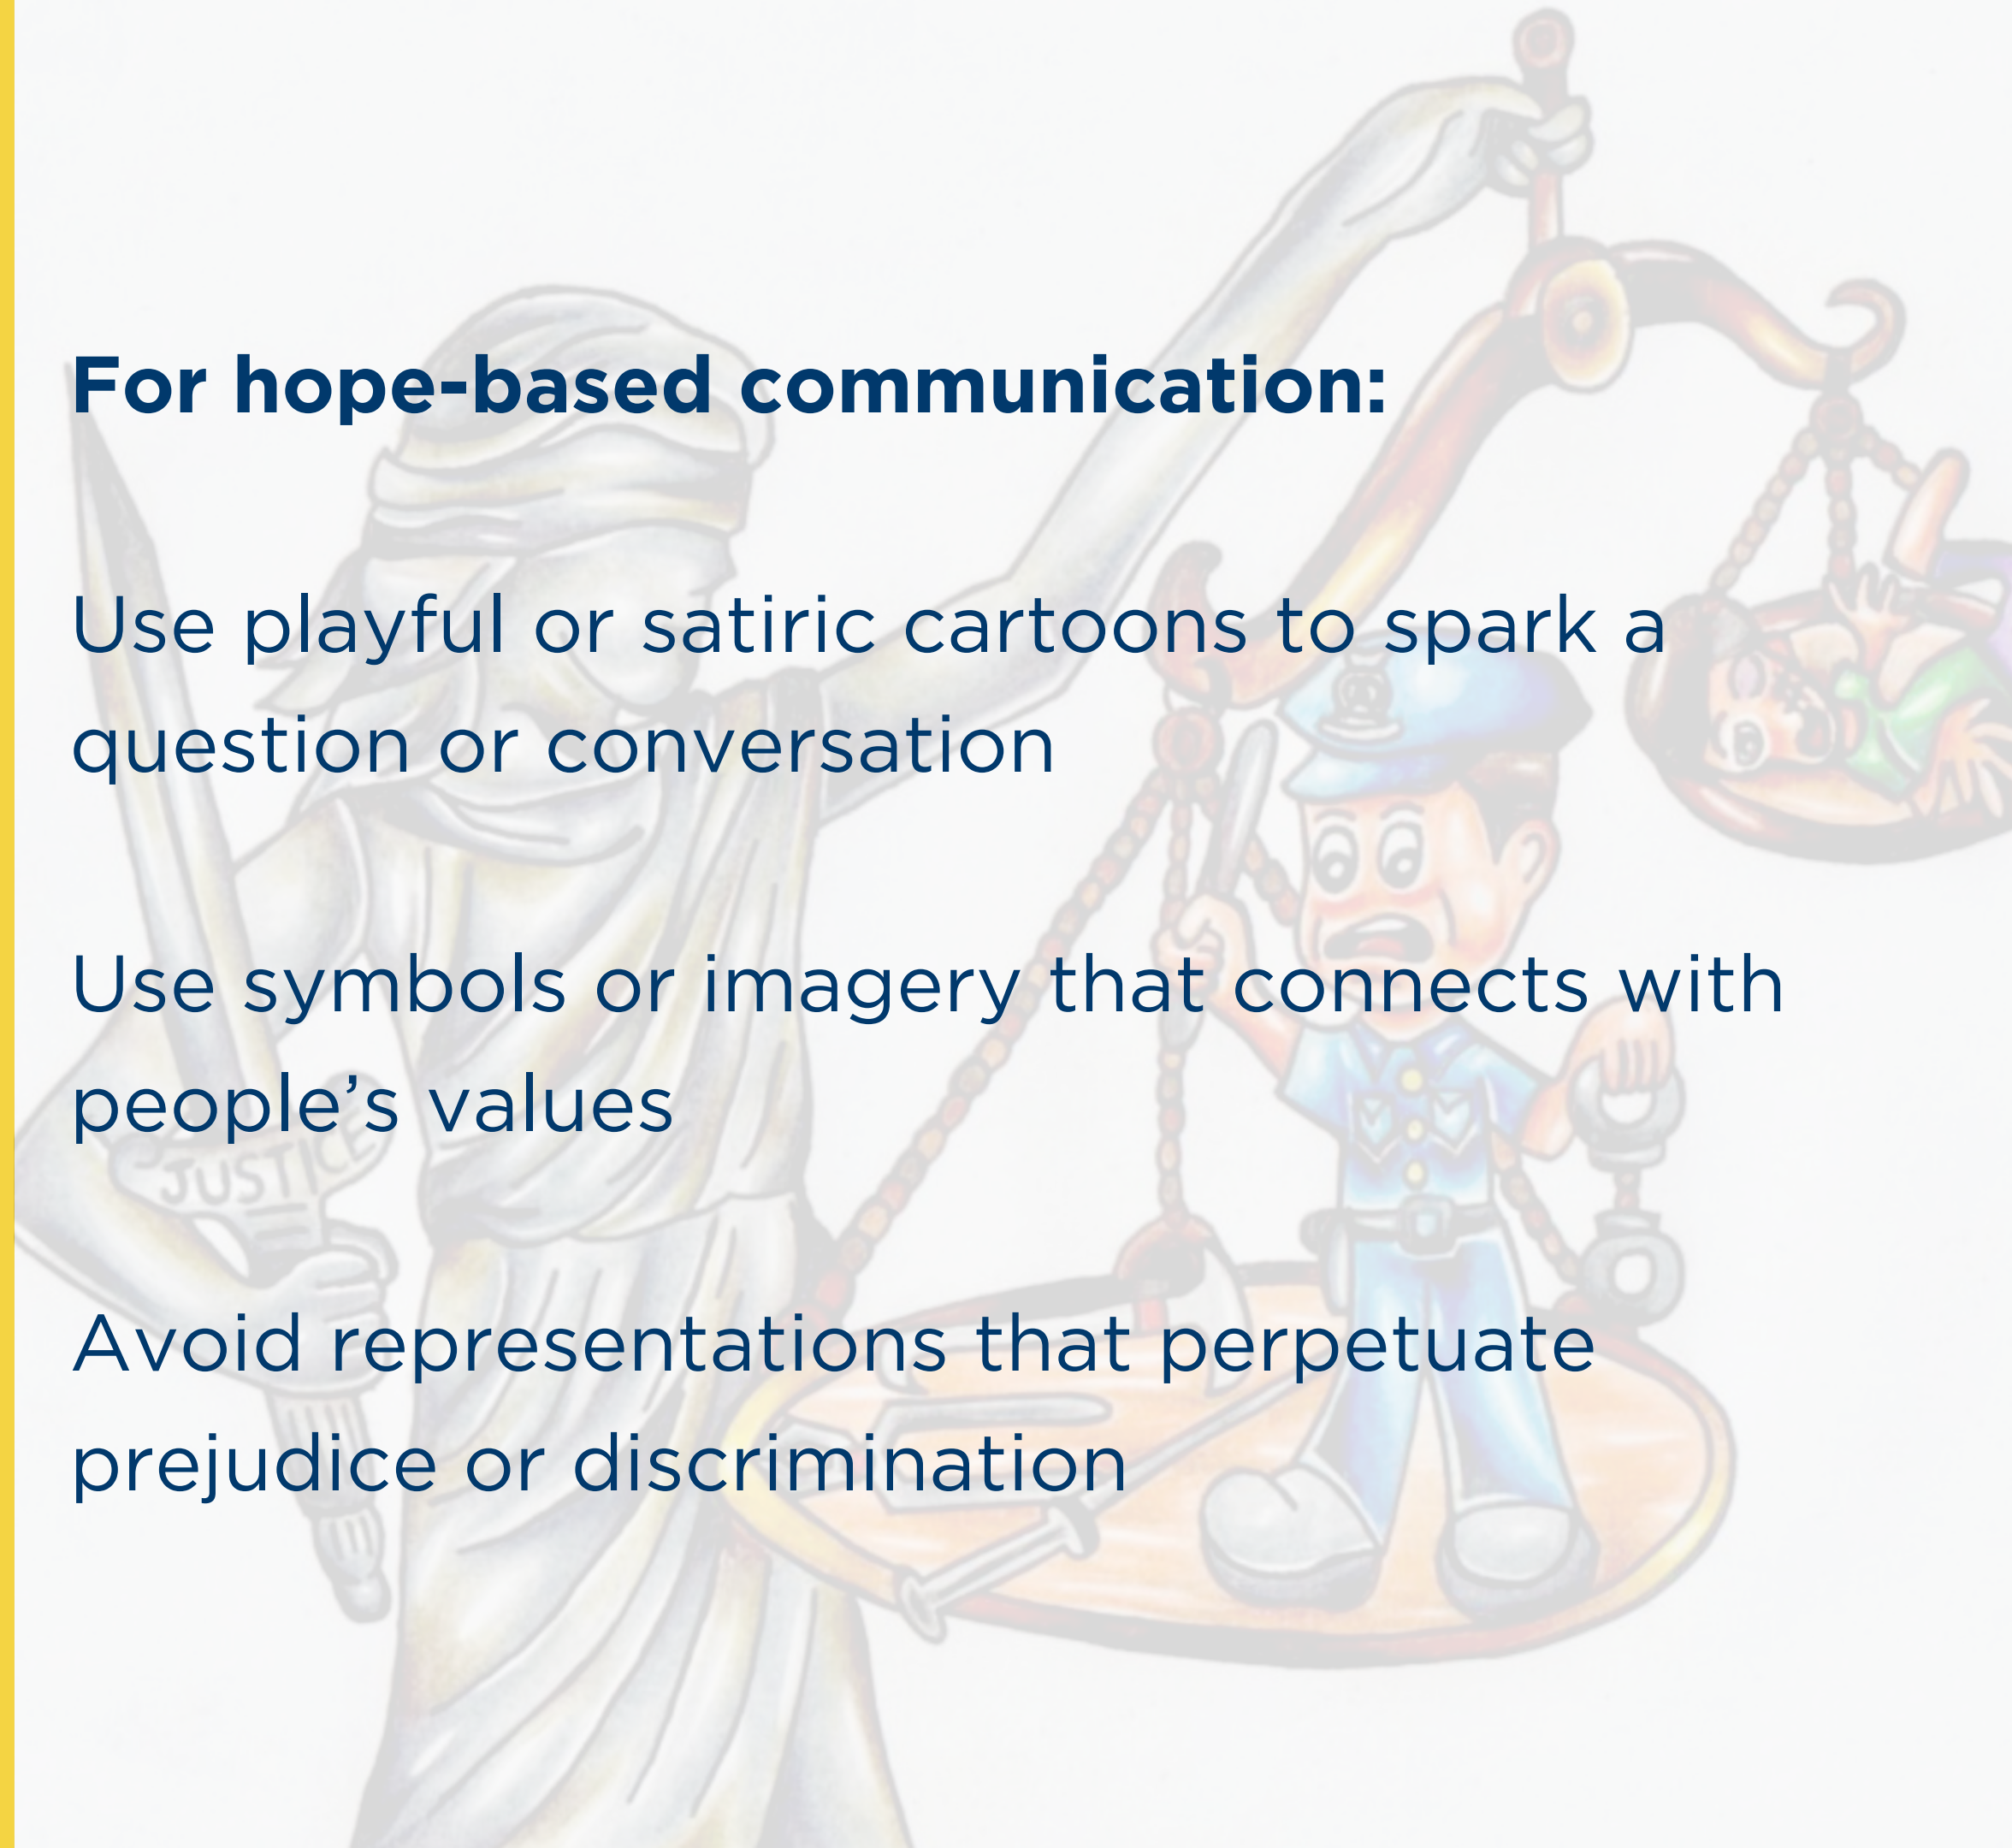 For hope-based communication:
Use playful or satiric cartoons to spark a
question or conversation
Use symbols or imagery that connects with
people’s values
JUSTICE
Avoid representations that perpetuate
prejudice or discrimination